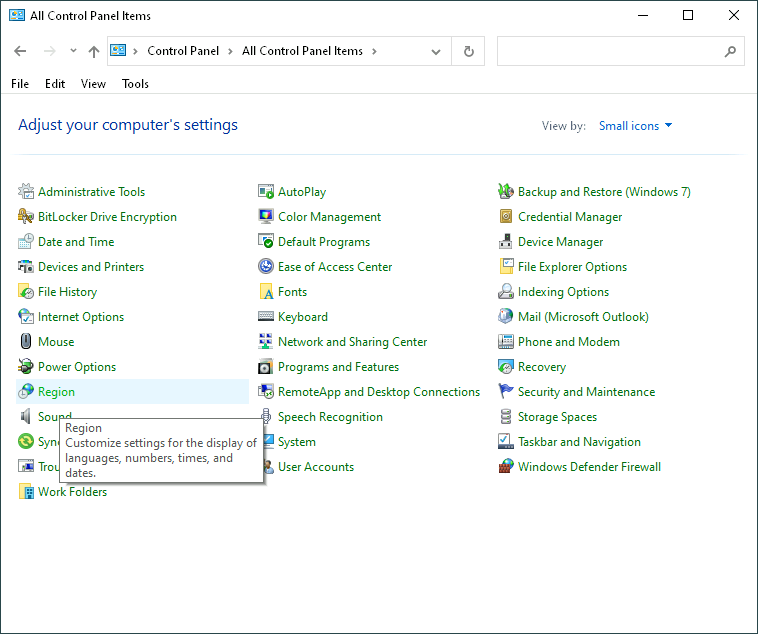 All Control Panel Items
Control Panel > All Control Panel Items >
File Edit View Tools
Adjust your computer's settings
View by: Small icons
Administrative Tools
AutoPlay
Backup and Restore (Windows 7)
BitLocker Drive Encryption
Color Management
Credential Manager
Date and Time
Default Programs
Device Manager
Devices and Printers
Ease of Access Center
File Explorer Options
File History
Fonts
Indexing Options
Internet Options
Keyboard
Mail (Microsoft Outlook)
Mouse
Network and Sharing Center
Phone and Modem
Power Options
Programs and Features
Recovery
Region
RemoteApp and Desktop Connections
Security and Maintenance
Sound
Speech Recognition
Storage Spaces
System
Taskbar and Navigation
User Accounts
Windows Defender Firewall
Work Folders
Region
Customize settings for the display of
languages, numbers, times, and
dates.